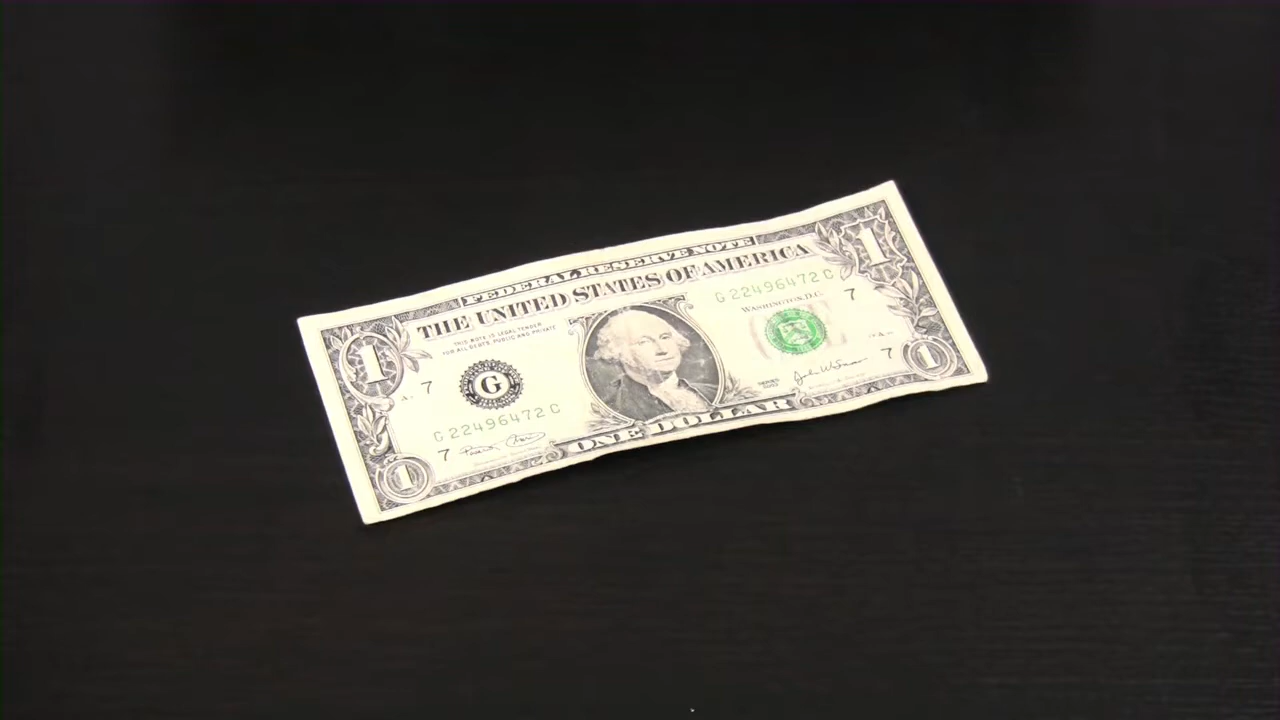 FEDERAL RESERVE NOTE
THE UNITED STATES OF AMERICA
THIS NOTE IS LEGAL TENDER
FOR ALL DEBTS, PUBLIC AND PRIVATE
G 22496472 C
WASHINGTON, D.C.
1
1
7
7
G
G 22496472 C
7
7
SERIES
1
1
ONE DOLLAR